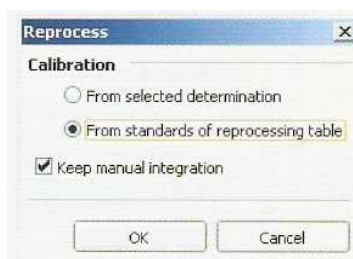 Reprocess
Calibration
From selected determination
From standards of reprocessing table
Keep manual integration
OK
Cancel